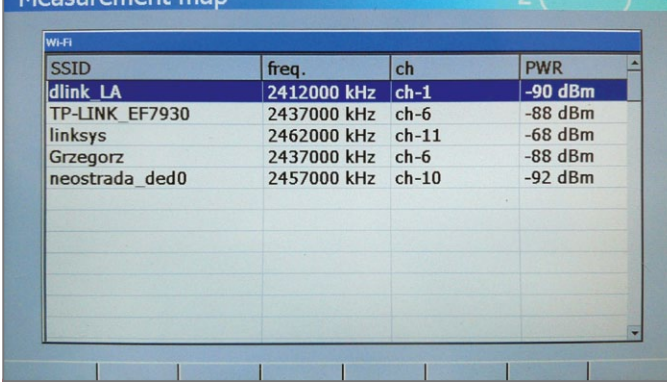 Measurement map
Wi-Fi
SSID freq. ch PWR
dlink_LA 2412000 kHz ch-1 -90 dBm
TP-LINK_EF7930 2437000 kHz ch-6 -88 dBm
linksys 2462000 kHz ch-11 -68 dBm
Grzegorz 2437000 kHz ch-6 -88 dBm
neostrada_ded0 2457000 kHz ch-10 -92 dBm